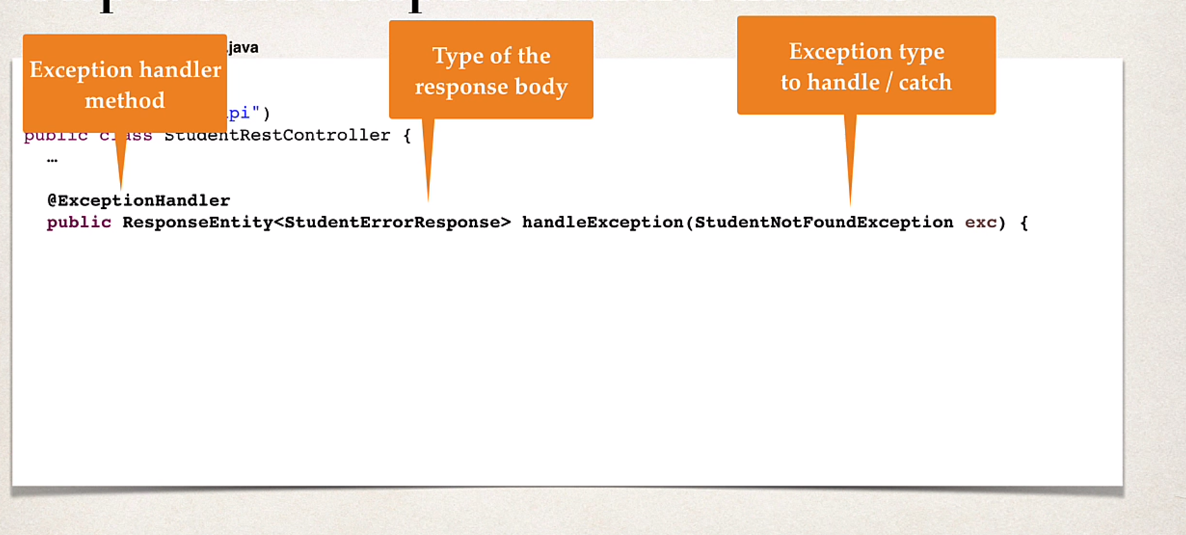 .java
Exception handler
method
Type of the
response body
Exception type
to handle / catch
pi")
public class StudentRestController {
…
@ExceptionHandler
public ResponseEntity<StudentErrorResponse> handleException(StudentNotFoundException exc) {